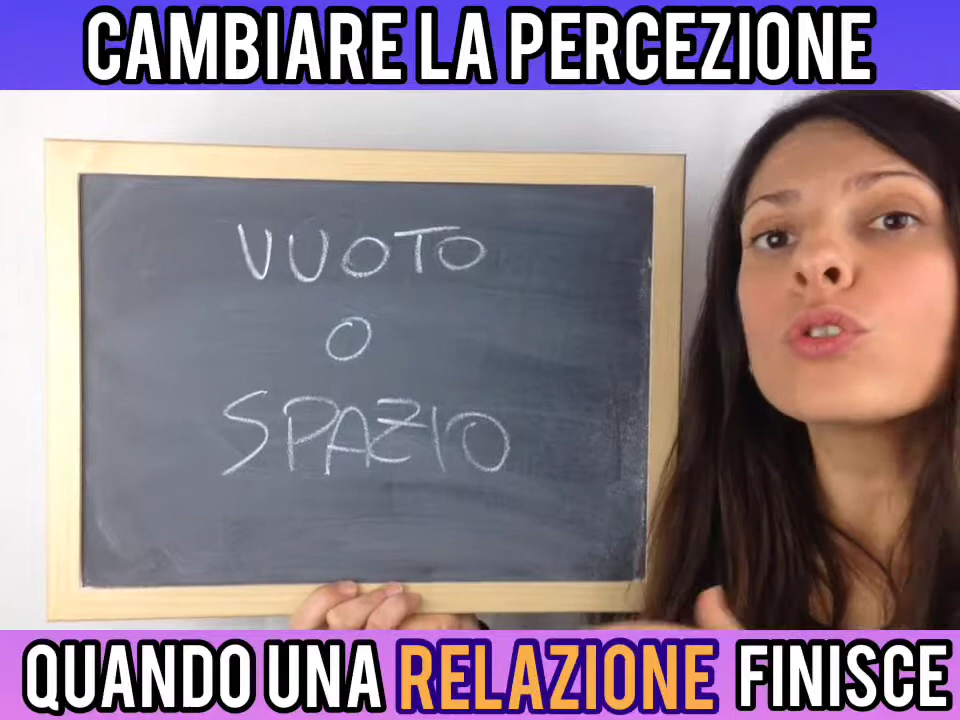 CAMBIARE LA PERCEZIONE
VUOTO
O
SPAZIO
QUANDO UNA RELAZIONE FINISCE